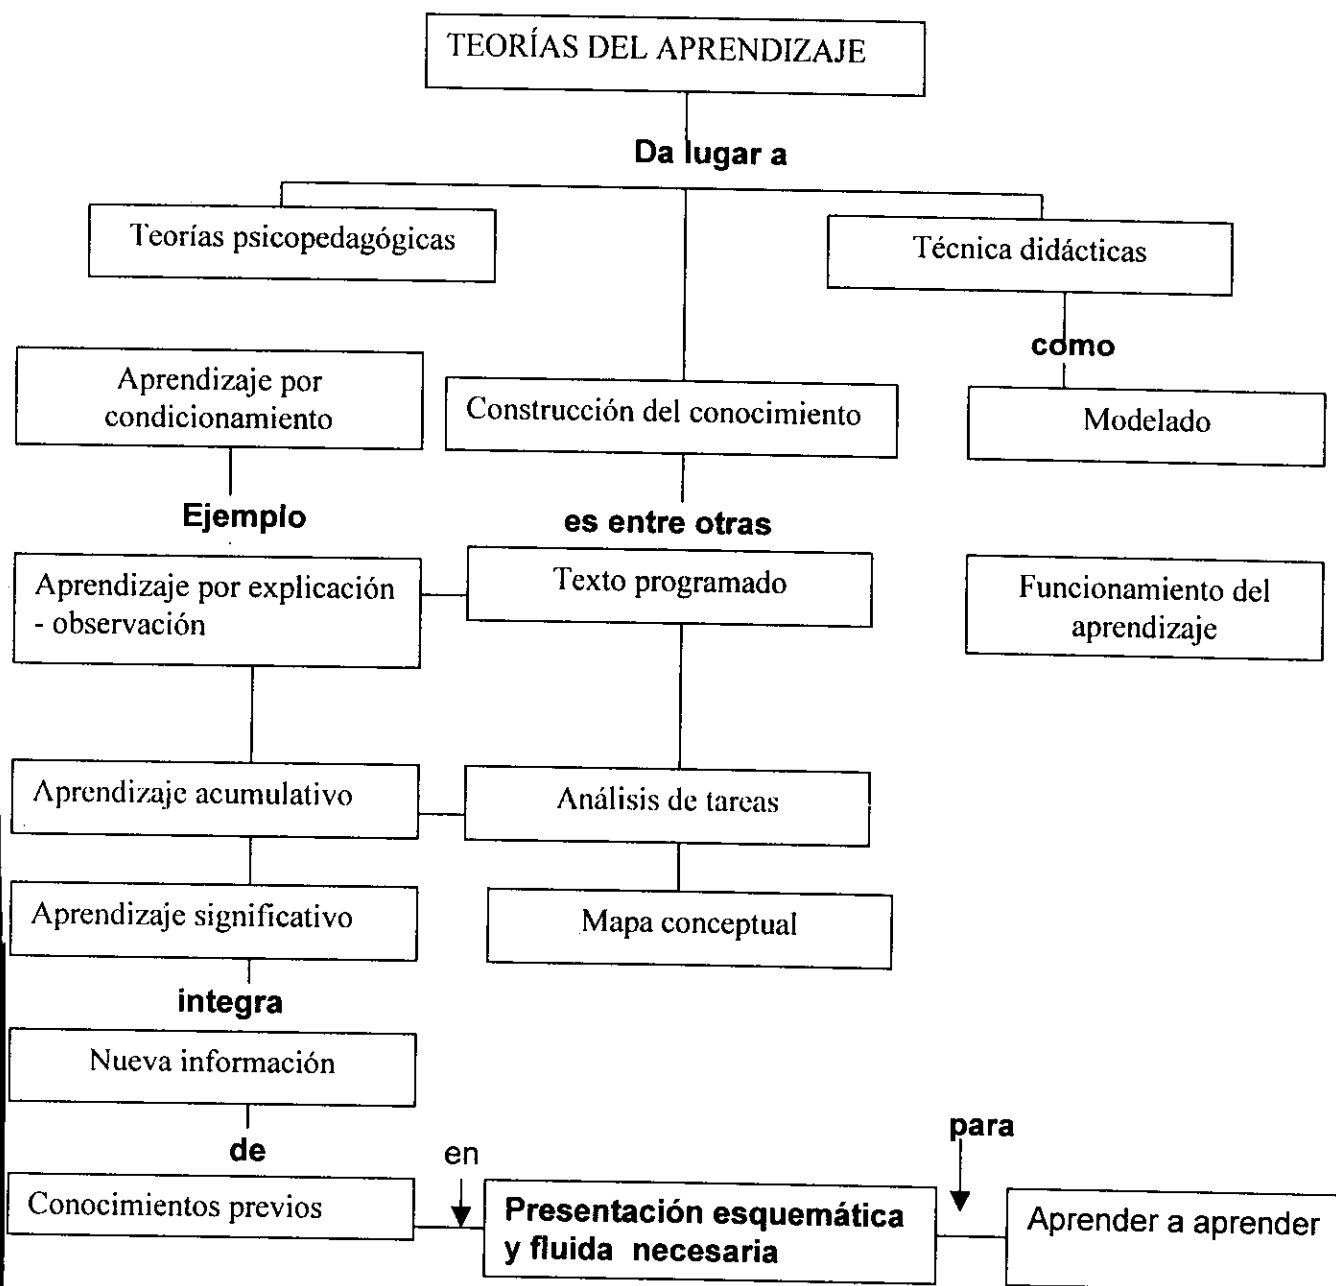 TEORÍAS DEL APRENDIZAJE
Da lugar a
Teorías psicopedagógicas
Técnica didácticas
como
Aprendizaje por
condicionamiento
Construcción del conocimiento
Modelado
Ejemplo
es entre otras
Aprendizaje por explicación
- observación
Texto programado
Funcionamiento del
aprendizaje
Aprendizaje acumulativo
Análisis de tareas
Aprendizaje significativo
Mapa conceptual
integra
Nueva información
de
en
para
Conocimientos previos
Presentación esquemática
y fluida necesaria
Aprender a aprender